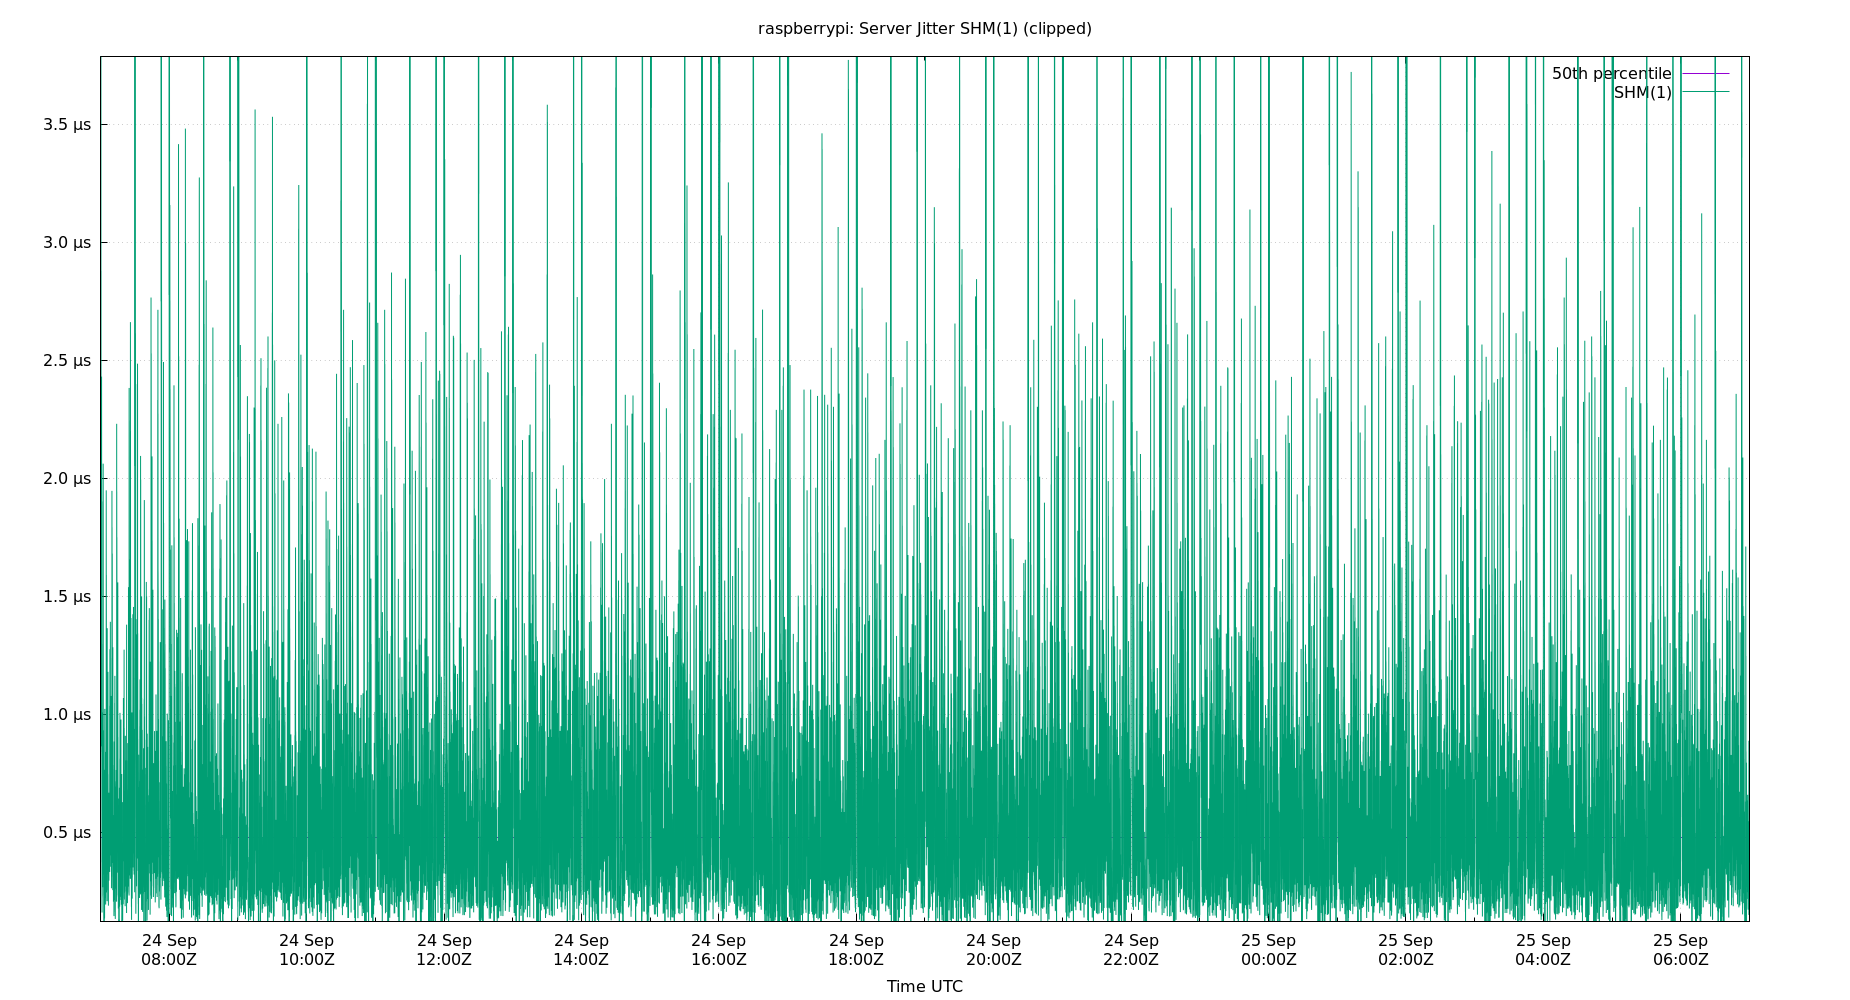 raspberrypi: Server Jitter SHM(1) (clipped)
50th percentile
SHM(1)
3.5 µs
3.0 µs
2.5 µs
2.0 µs
1.5 µs
1.0 µs
0.5 µs
24 Sep 24 Sep 24 Sep 24 Sep 24 Sep 24 Sep 24 Sep 24 Sep 25 Sep 25 Sep 25 Sep 25 Sep
08:00Z 10:00Z 12:00Z 14:00Z 16:00Z 18:00Z 20:00Z 22:00Z 00:00Z 02:00Z 04:00Z 06:00Z
Time UTC